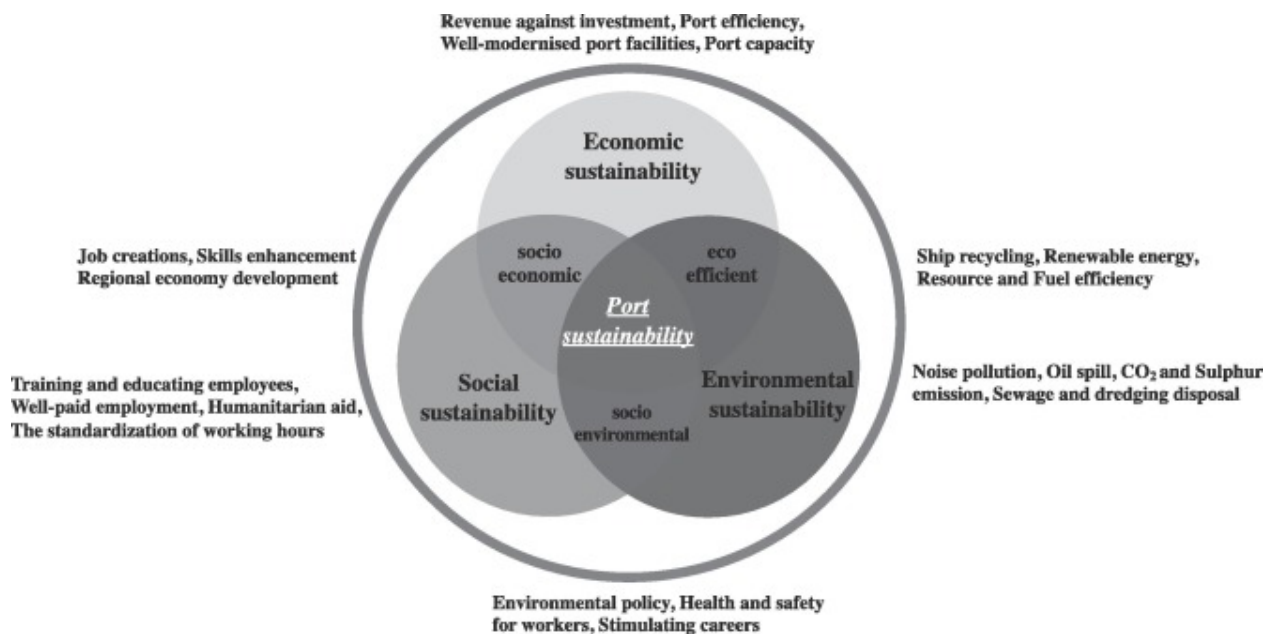 Revenue against investment, Port efficiency,
Well-modernised port facilities, Port capacity
Economic
sustainability
socio
economic
eco
efficient
Job creations, Skills enhancement
Regional economy development
Ship recycling, Renewable energy,
Resource and Fuel efficiency
Port
sustainability
Training and educating employees,
Well-paid employment, Humanitarian aid,
The standardization of working hours
Social
sustainability
Environmental
sustainability
Noise pollution, Oil spill, CO₂ and Sulphur
emission, Sewage and dredging disposal
socio
environmental
Environmental policy, Health and safety
for workers, Stimulating careers